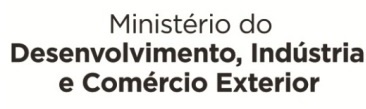 Ministério do
Desenvolvimento, Indústria
e Comércio Exterior